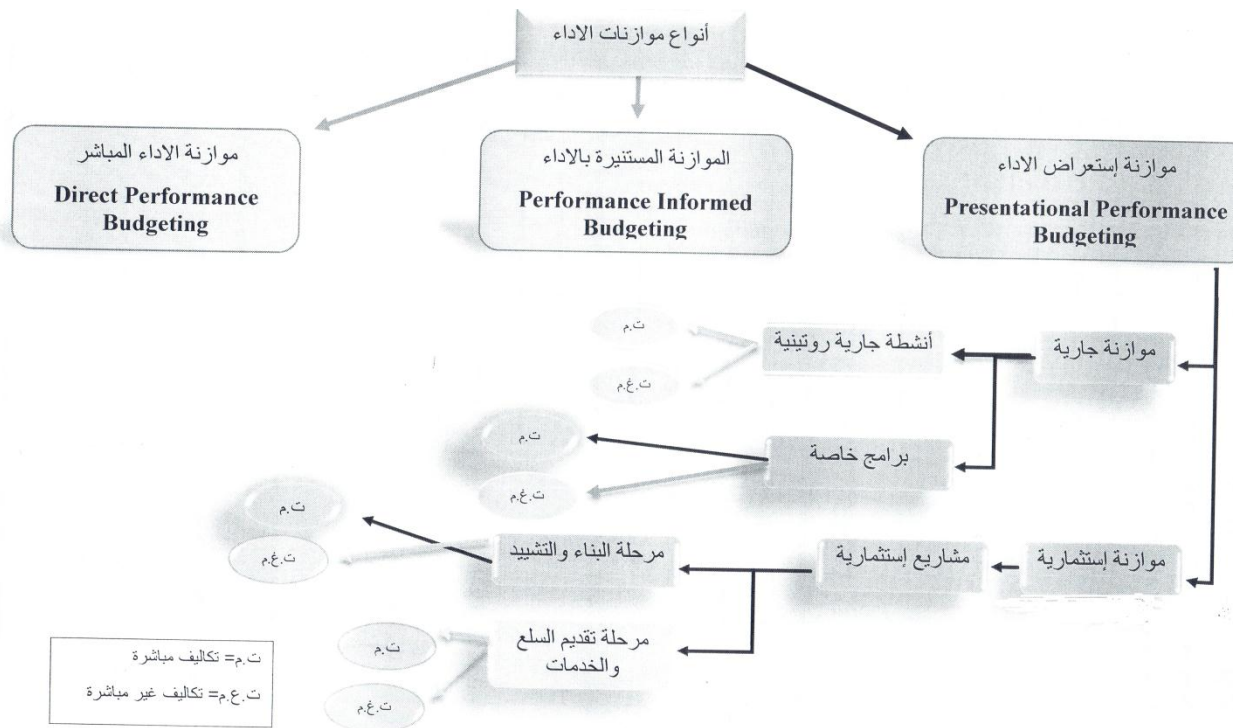 أنواع موازنات الاداء
موازنة إستعراض الاداء
Presentational Performance
Budgeting
الموازنة المستنيرة بالاداء
Performance Informed
Budgeting
موازنة الاداء المباشر
Direct Performance
Budgeting
موازنة جارية
أنشطة جارية روتينية
ت.م
ت.غ.م
برامج خاصة
ت.م
ت.غ.م
موازنة إستثمارية
مشاريع إستثمارية
مرحلة البناء والتشييد
ت.م
ت.غ.م
مرحلة تقديم السلع
والخدمات
ت.م
ت.غ.م
ت.م= تكاليف مباشرة
ت.غ.م= تكاليف غير مباشرة